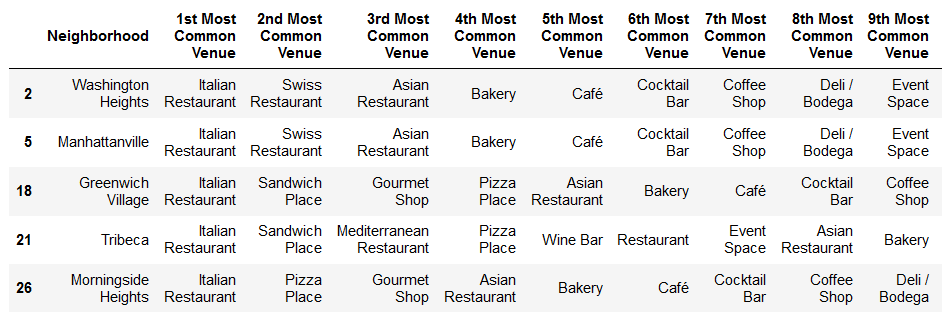 Neighborhood 1st Most Common Venue 2nd Most Common Venue 3rd Most Common Venue 4th Most Common Venue 5th Most Common Venue 6th Most Common Venue 7th Most Common Venue 8th Most Common Venue 9th Most Common Venue
2 Washington Heights Italian Restaurant Swiss Restaurant Asian Restaurant Bakery Café Cocktail Bar Coffee Shop Deli / Bodega Event Space
5 Manhattanville Italian Restaurant Swiss Restaurant Asian Restaurant Bakery Café Cocktail Bar Coffee Shop Deli / Bodega Event Space
18 Greenwich Village Italian Restaurant Sandwich Place Gourmet Shop Pizza Place Asian Restaurant Bakery Café Cocktail Bar Coffee Shop
21 Tribeca Italian Restaurant Sandwich Place Mediterranean Restaurant Pizza Place Wine Bar Restaurant Event Space Asian Restaurant Bakery
26 Morningside Heights Italian Restaurant Pizza Place Gourmet Shop Asian Restaurant Bakery Café Cocktail Bar Coffee Shop Deli / Bodega